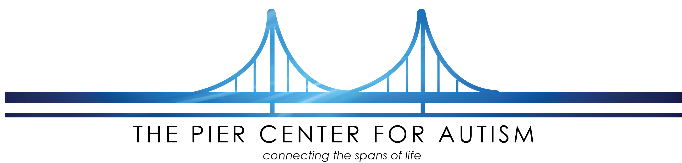 THE PIER CENTER FOR AUTISM
connecting the spans of life